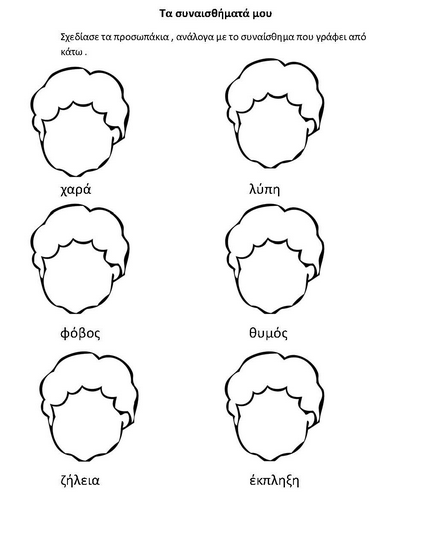 Τα συναισθήματά μου
Σχεδίασε τα προσωπάκια , ανάλογα με το συναίσθημα που γράφει από
κάτω .
χαρά
λύπη
φόβος
θυμός
ζήλεια
έκπληξη